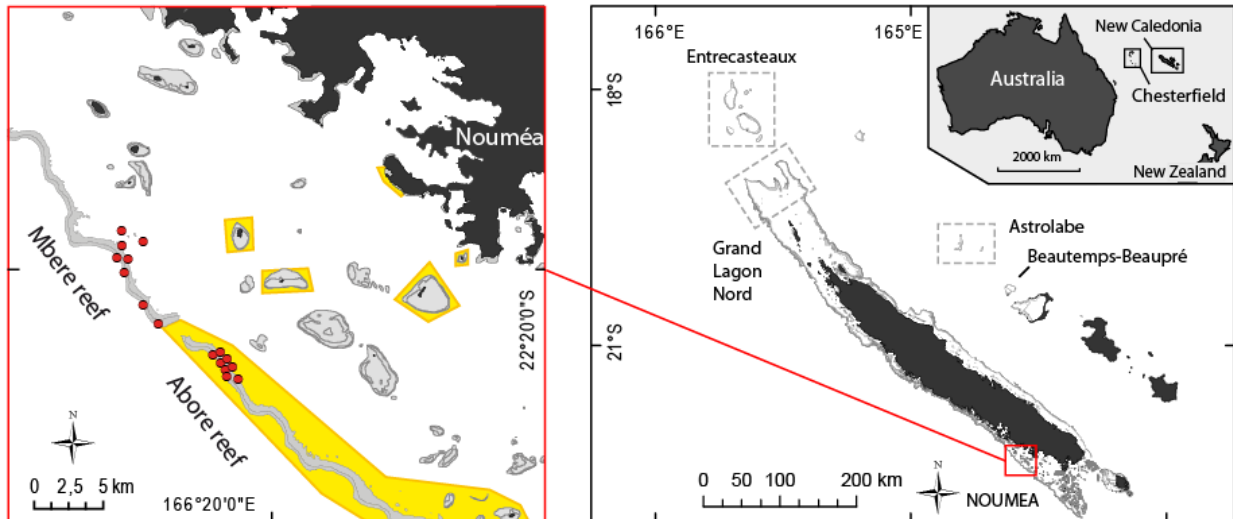 Nouméa
Mbere reef
Abore reef
22°20'0"S
N
0 2,5 5 km
166°20'0"E
166°E
165°E
Entrecasteaux
18°S
New Caledonia
Australia
Chesterfield
2000 km
New Zealand
Astrolabe
Beautemps-Beaupré
Grand
Lagon
Nord
21°S
0 50 100 200 km
N
NOUMEA